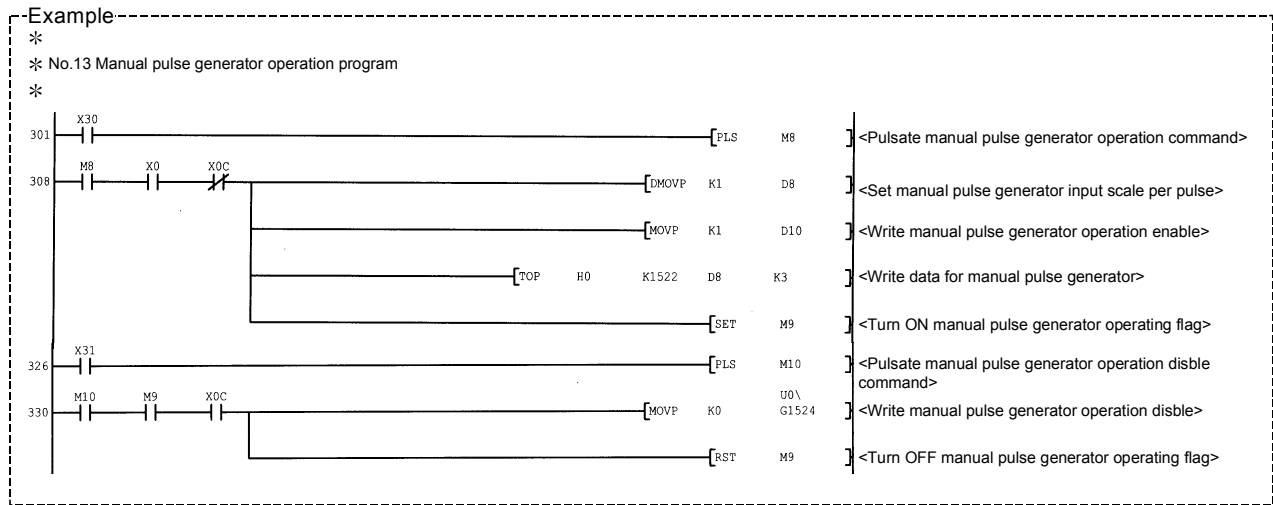 Example
*
* No.13 Manual pulse generator operation program
*
X30
301 [PLS M8 ] <Pulsate manual pulse generator operation command>
M8 X0 X0C
308 [DMOVP K1 D8 ] <Set manual pulse generator input scale per pulse>
[MOVP K1 D10 ] <Write manual pulse generator operation enable>
[TOP H0 K1522 D8 K3 ] <Write data for manual pulse generator>
[SET M9 ] <Turn ON manual pulse generator operating flag>
X31
326 [PLS M10 ] <Pulsate manual pulse generator operation disble
command>
M10 M9 X0C U0\
330 [MOVP K0 G1524 ] <Write manual pulse generator operation disble>
[RST M9 ] <Turn OFF manual pulse generator operating flag>